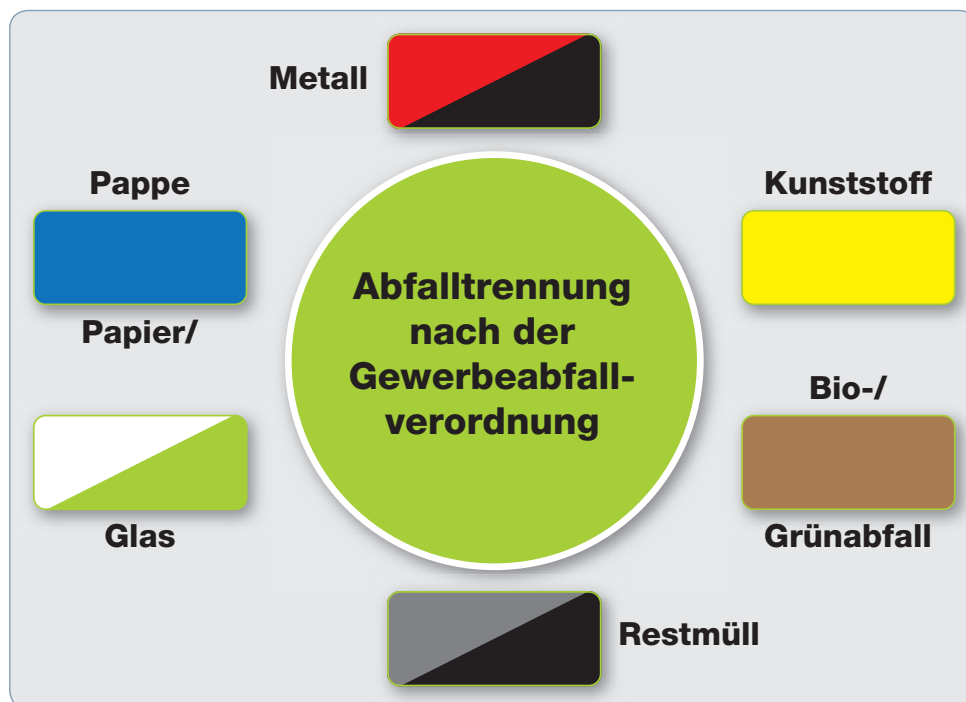 Metall
Pappe
Papier/
Kunststoff
Abfalltrennung
nach der
Gewerbeabfall-
verordnung
Bio-/
Grünabfall
Glas
Restmüll